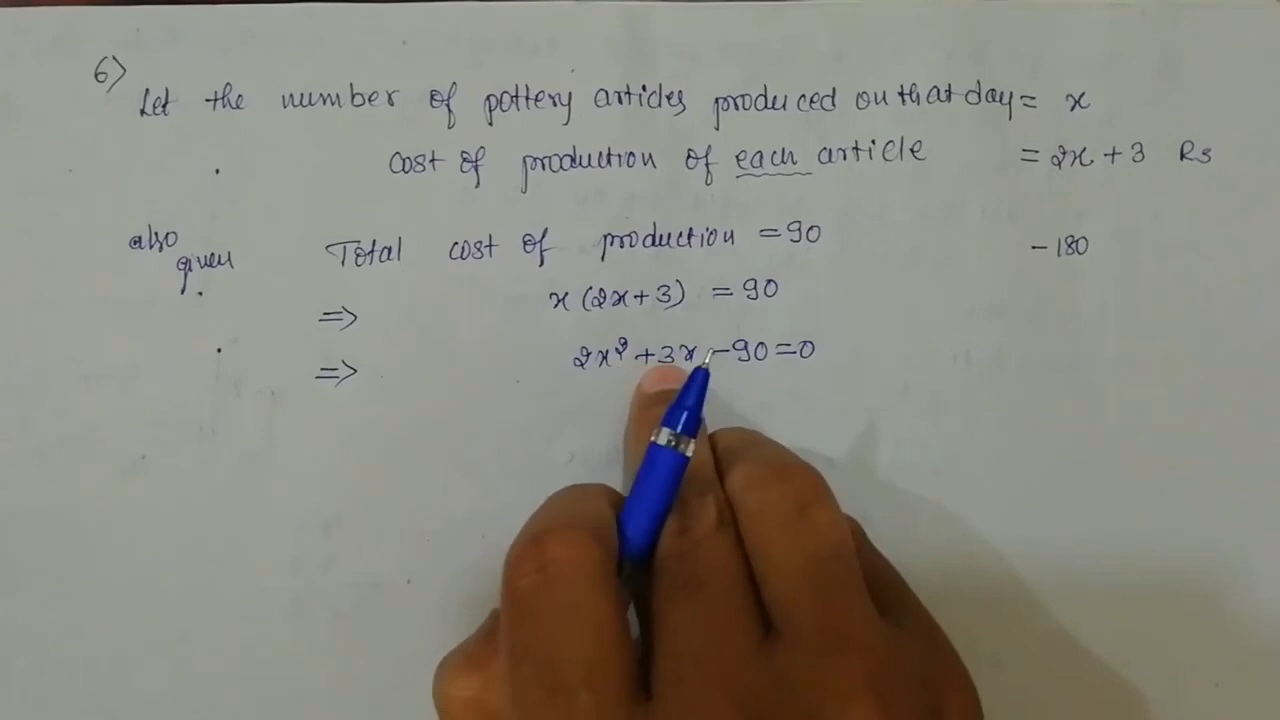 6)
Let the number of pottery articles produced on that day = x
cost of production of each article = 2x + 3 Rs
also given Total cost of production = 90
-180
=> x (2x + 3) = 90
=> 2x² + 3x - 90 = 0